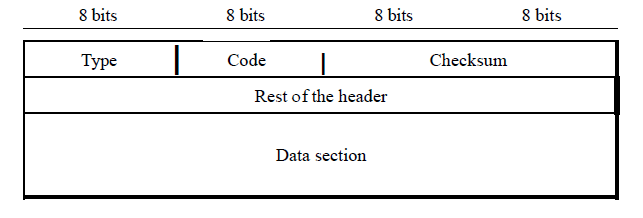 8 bits 8 bits 8 bits 8 bits
Type Code Checksum
Rest of the header
Data section